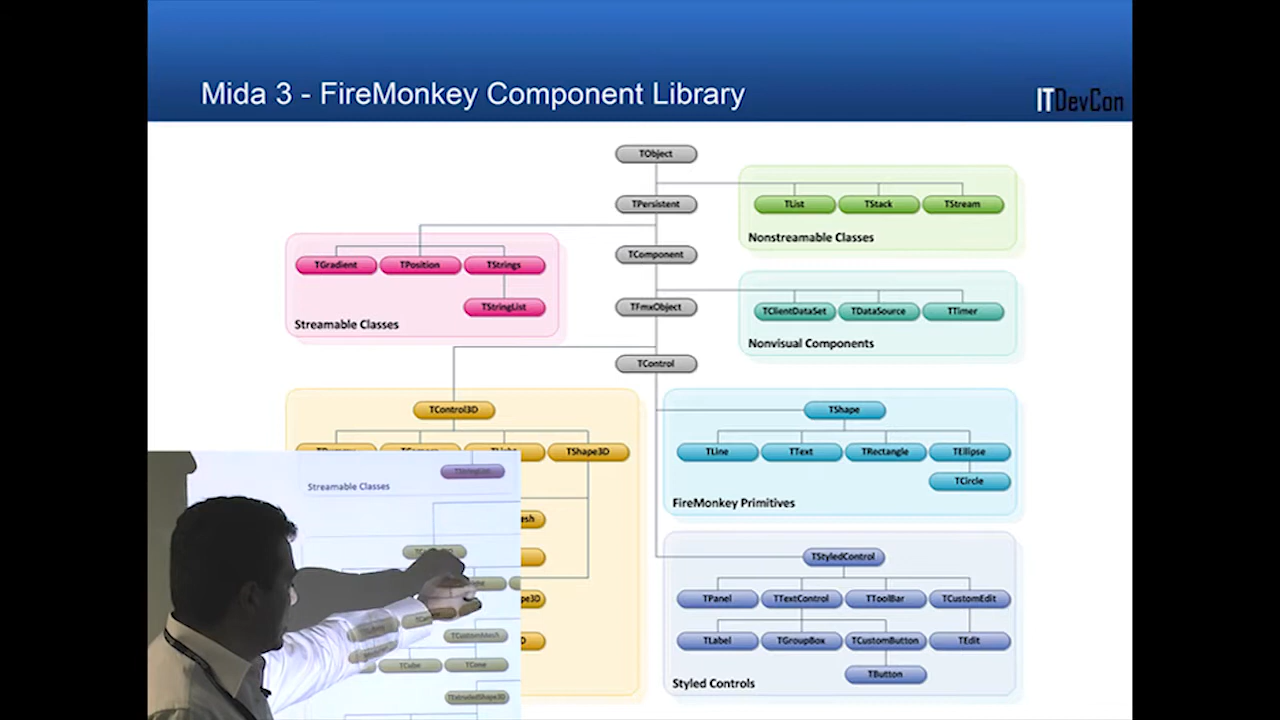 Mida 3 - FireMonkey Component Library
ITDevCon
TObject
TPersistent
TList TStack TStream
Nonstreamable Classes
TComponent
TGradient TPosition TStrings
TStringList
Streamable Classes
TFmxObject
TClientDataSet TDataSource TTimer
Nonvisual Components
TControl
TControl3D
TShape
TShape3D
TLine TText TRectangle TEllipse
TCircle
FireMonkey Primitives
TStyledControl
TPanel TTextControl TToolBar TCustomEdit
TLabel TGroupBox TCustomButton TEdit
TButton
Styled Controls
TStringList
Streamable Classes
TCustomMesh
TCube TCone
TExtrudedShape3D